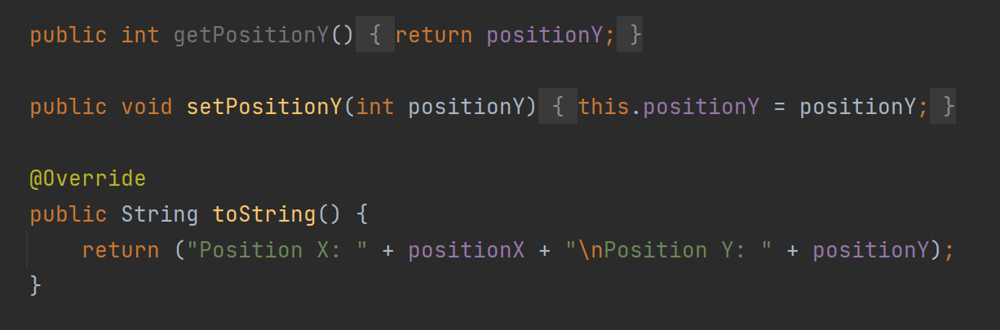 public int getPositionY() { return positionY; }
public void setPositionY(int positionY) { this.positionY = positionY; }
@Override
public String toString() {
return ("Position X: " + positionX + "\nPosition Y: " + positionY);
}